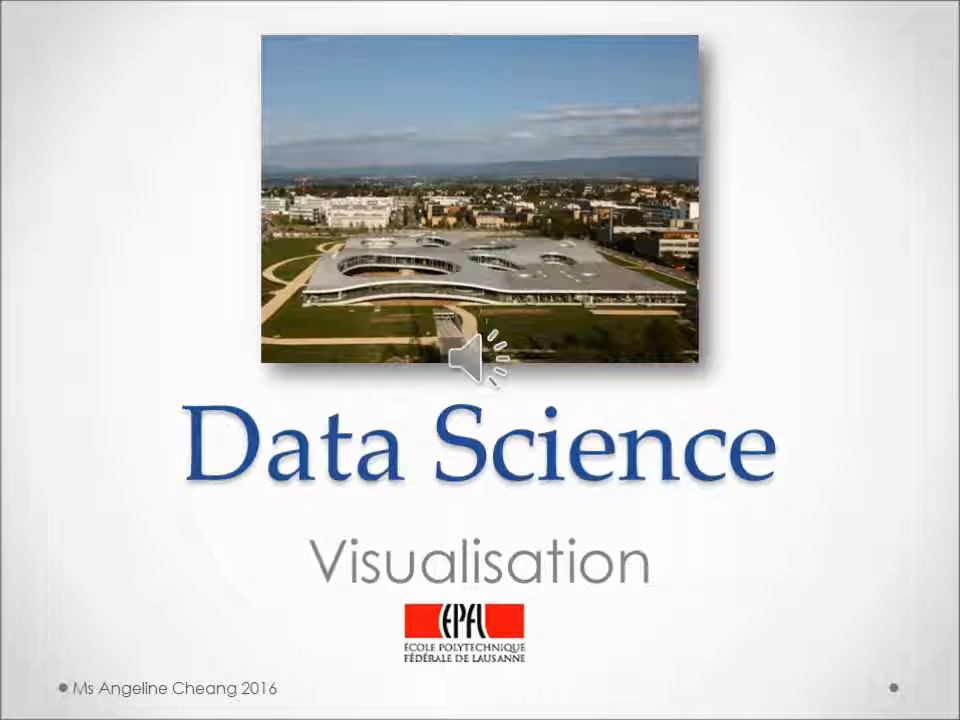 Data Science
Visualisation
EPFL
ÉCOLE POLYTECHNIQUE
FÉDÉRALE DE LAUSANNE
Ms Angeline Cheang 2016